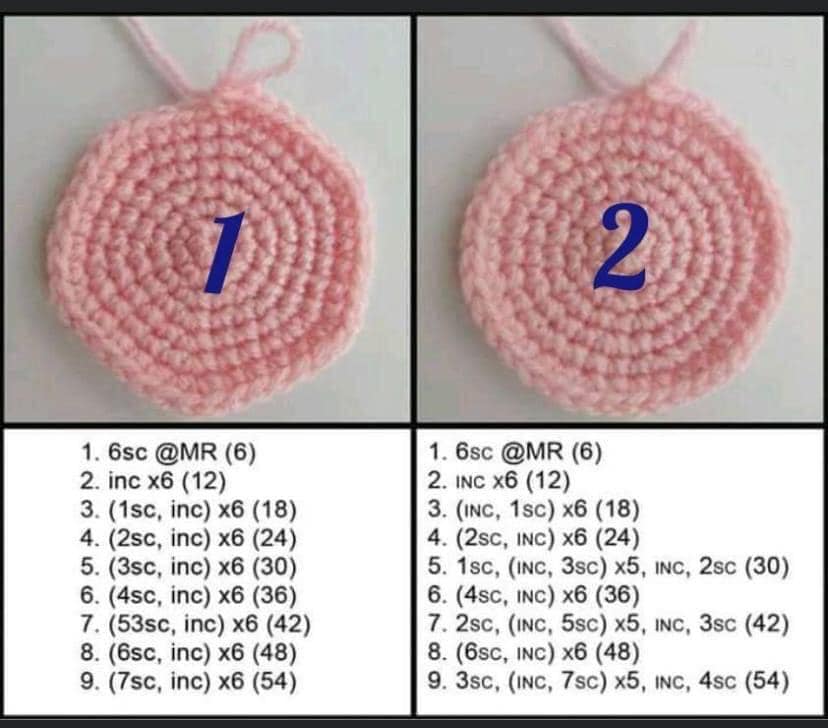 1
1. 6sc @MR (6)
2. inc x6 (12)
3. (1sc, inc) x6 (18)
4. (2sc, inc) x6 (24)
5. (3sc, inc) x6 (30)
6. (4sc, inc) x6 (36)
7. (53sc, inc) x6 (42)
8. (6sc, inc) x6 (48)
9. (7sc, inc) x6 (54)
2
1. 6SC @MR (6)
2. INC X6 (12)
3. (INC, 1SC) X6 (18)
4. (2SC, INC) X6 (24)
5. 1SC, (INC, 3SC) X5, INC, 2SC (30)
6. (4SC, INC) X6 (36)
7. 2SC, (INC, 5SC) X5, INC, 3SC (42)
8. (6SC, INC) X6 (48)
9. 3SC, (INC, 7SC) X5, INC, 4SC (54)